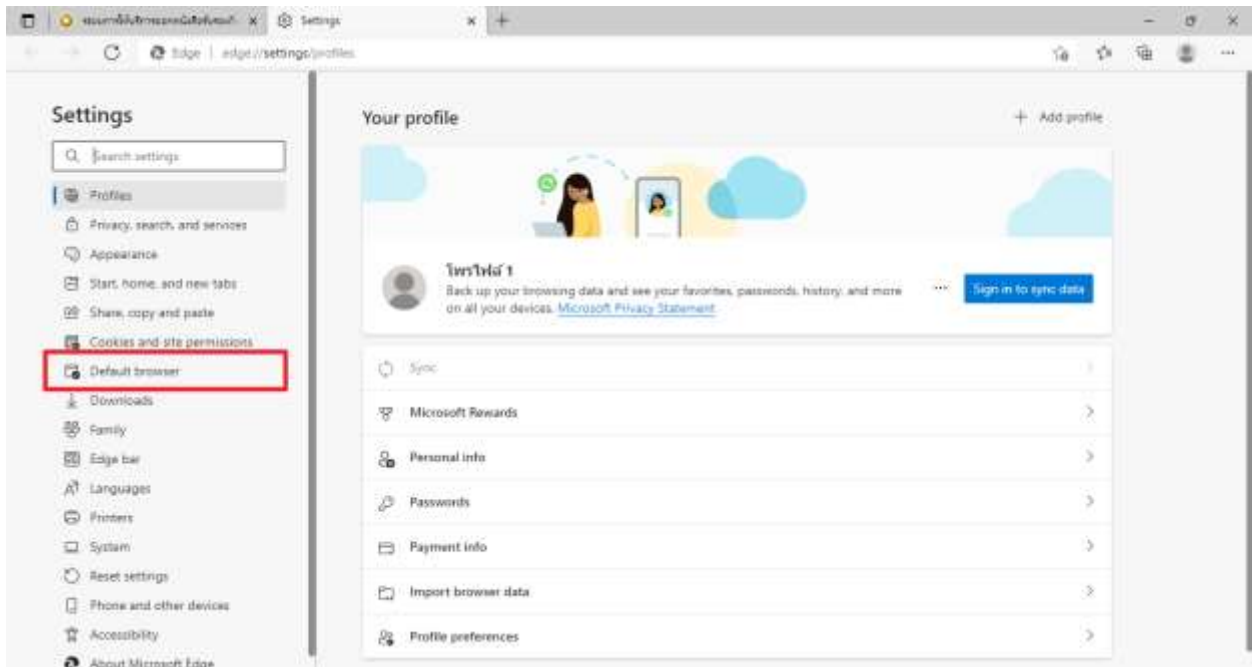 Settings
Edge | edge://settings/profiles
Settings
Search settings
Profiles
Privacy, search, and services
Appearance
Start, home, and new tabs
Share, copy and paste
Cookies and site permissions
Default browser
Downloads
Family
Edge bar
Languages
Printers
System
Reset settings
Phone and other devices
Accessibility
About Microsoft Edge
Your profile
Add profile
โพรไฟล์ 1
Back up your browsing data and see your favorites, passwords, history, and more
on all your devices. Microsoft Privacy Statement
Sign in to sync data
Sync
Microsoft Rewards
Personal info
Passwords
Payment info
Import browser data
Profile preferences